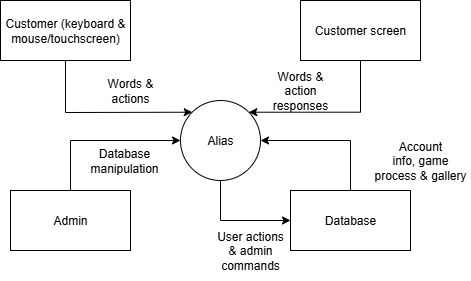 Customer (keyboard &
mouse/touchscreen)
Customer screen
Words &
actions
Words &
action
responses
Alias
Database
manipulation
Account
info, game
process & gallery
Admin
Database
User actions
& admin
commands